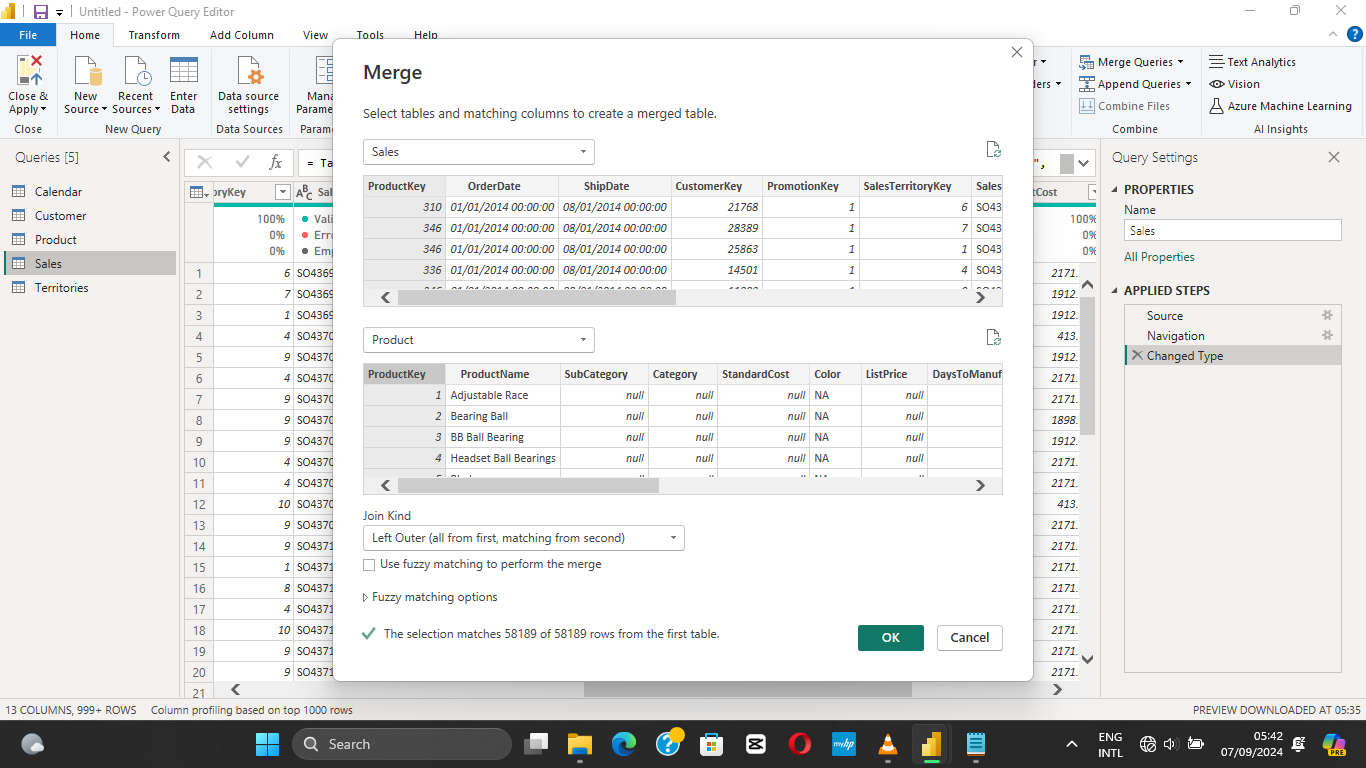 Untitled - Power Query Editor
File Home Transform Add Column View Tools Help
Close & Apply
New Source
Recent Sources
Enter Data
Data source settings
Mana
Parame
Close
New Query
Data Sources
Param
Merge Queries
Append Queries
Combine Files
Combine
Text Analytics
Vision
Azure Machine Learning
AI Insights
Queries [5]
Calendar
Customer
Product
Sales
Territories
fx
= Ta
oryKey
ABC Sal
100% Vali
0% Erro
0% Emp
1 6 SO4369
2 7 SO4369
3 1 SO4369
4 4 SO4370
5 9 SO4370
6 4 SO4370
7 9 SO4370
8 9 SO4370
9 9 SO4370
10 4 SO4370
11 4 SO4370
12 10 SO4370
13 9 SO4370
14 9 SO4371
15 1 SO4371
16 8 SO4371
17 4 SO4371
18 10 SO4371
19 9 SO4371
20 9 SO4371
21
Merge
Select tables and matching columns to create a merged table.
Sales
ProductKey OrderDate ShipDate CustomerKey PromotionKey SalesTerritoryKey Sales
310 01/01/2014 00:00:00 08/01/2014 00:00:00 21768 1 6 SO43
346 01/01/2014 00:00:00 08/01/2014 00:00:00 28389 1 7 SO43
346 01/01/2014 00:00:00 08/01/2014 00:00:00 25863 1 1 SO43
336 01/01/2014 00:00:00 08/01/2014 00:00:00 14501 1 4 SO43
Product
ProductKey ProductName SubCategory Category StandardCost Color ListPrice DaysToManuf
1 Adjustable Race null null null NA null
2 Bearing Ball null null null NA null
3 BB Ball Bearing null null null NA null
4 Headset Ball Bearings null null null NA null
Join Kind
Left Outer (all from first, matching from second)
Use fuzzy matching to perform the merge
Fuzzy matching options
The selection matches 58189 of 58189 rows from the first table.
OK Cancel
tCost
100%
0%
0%
2171.
1912.
1912.
413.
1912.
2171.
2171.
1898.
1912.
2171.
2171.
413.
2171.
2171.
2171.
2171.
2171.
2171.
2171.
2171.
Query Settings
PROPERTIES
Name
Sales
All Properties
APPLIED STEPS
Source
Navigation
Changed Type
13 COLUMNS, 999+ ROWS Column profiling based on top 1000 rows
PREVIEW DOWNLOADED AT 05:35
Search
myhp
ENG
INTL
05:42
07/09/2024
PRE